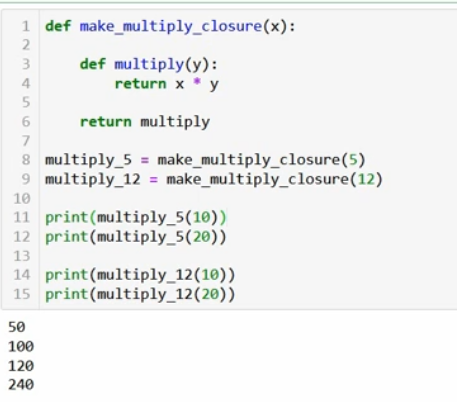 1 def make_multiply_closure(x):
2
3     def multiply(y):
4         return x * y
5
6     return multiply
7
8 multiply_5 = make_multiply_closure(5)
9 multiply_12 = make_multiply_closure(12)
10
11 print(multiply_5(10))
12 print(multiply_5(20))
13
14 print(multiply_12(10))
15 print(multiply_12(20))
50
100
120
240